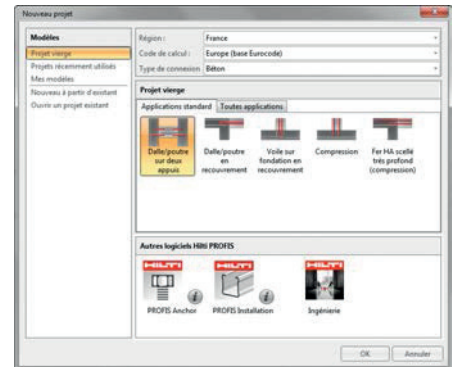 Nouveau projet
Modèles
Projet vierge
Projets récemment utilisés
Mes modèles
Nouveau à partir d'existant
Ouvrir un projet existant
Région : France
Code de calcul : Europe (base Eurocode)
Type de connexion Béton
Projet vierge
Applications standard Toutes applications
Dalle/poutre sur deux appuis
Dalle/poutre en recouvrement
Voile sur fondation en recouvrement
Compression
Fer HA scellé très profond (compression)
Autres logiciels Hilti PROFIS
HILTI HILTI HILTI
PROFIS Anchor PROFIS Installation Ingénierie
OK Annuler